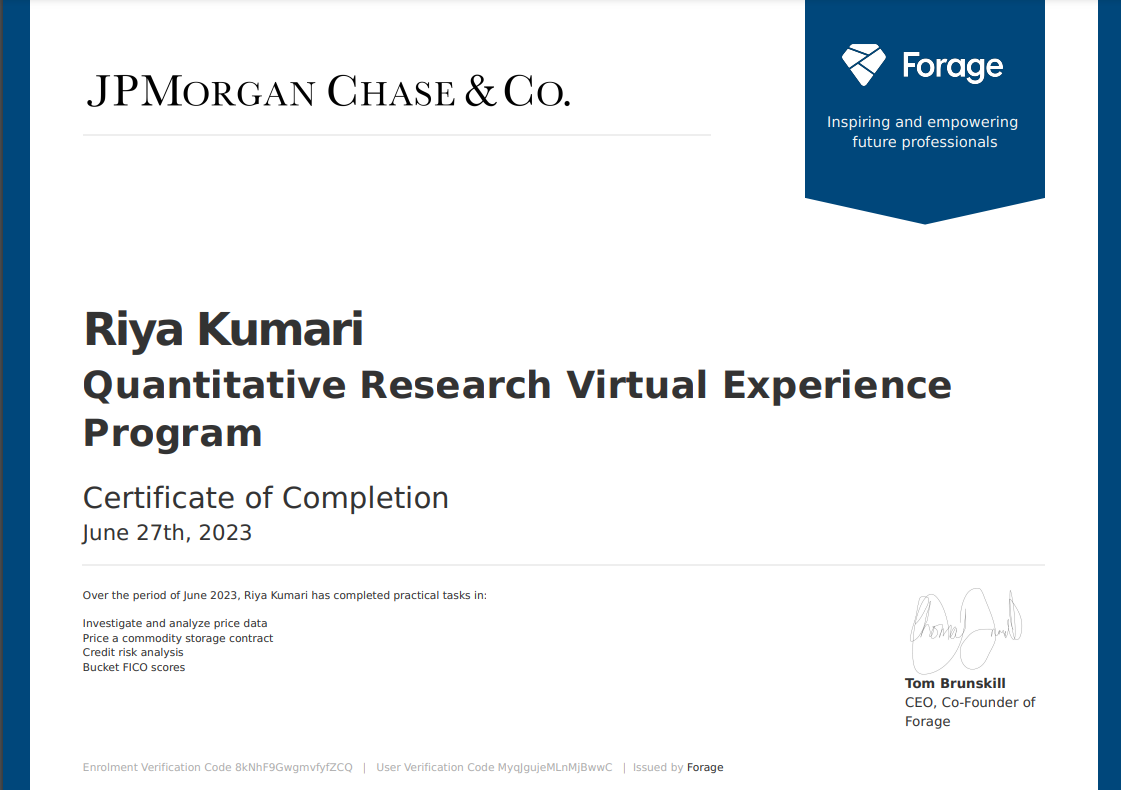 JPMORGAN CHASE & CO.
Forage
Inspiring and empowering
future professionals
Riya Kumari
Quantitative Research Virtual Experience
Program
Certificate of Completion
June 27th, 2023
Over the period of June 2023, Riya Kumari has completed practical tasks in:
Investigate and analyze price data
Price a commodity storage contract
Credit risk analysis
Bucket FICO scores
Tom Brunskill
CEO, Co-Founder of
Forage
Enrolment Verification Code 8kNhF9GwgmvfyfZCQ | User Verification Code MyqJgujeMLnMjBwwC | Issued by Forage